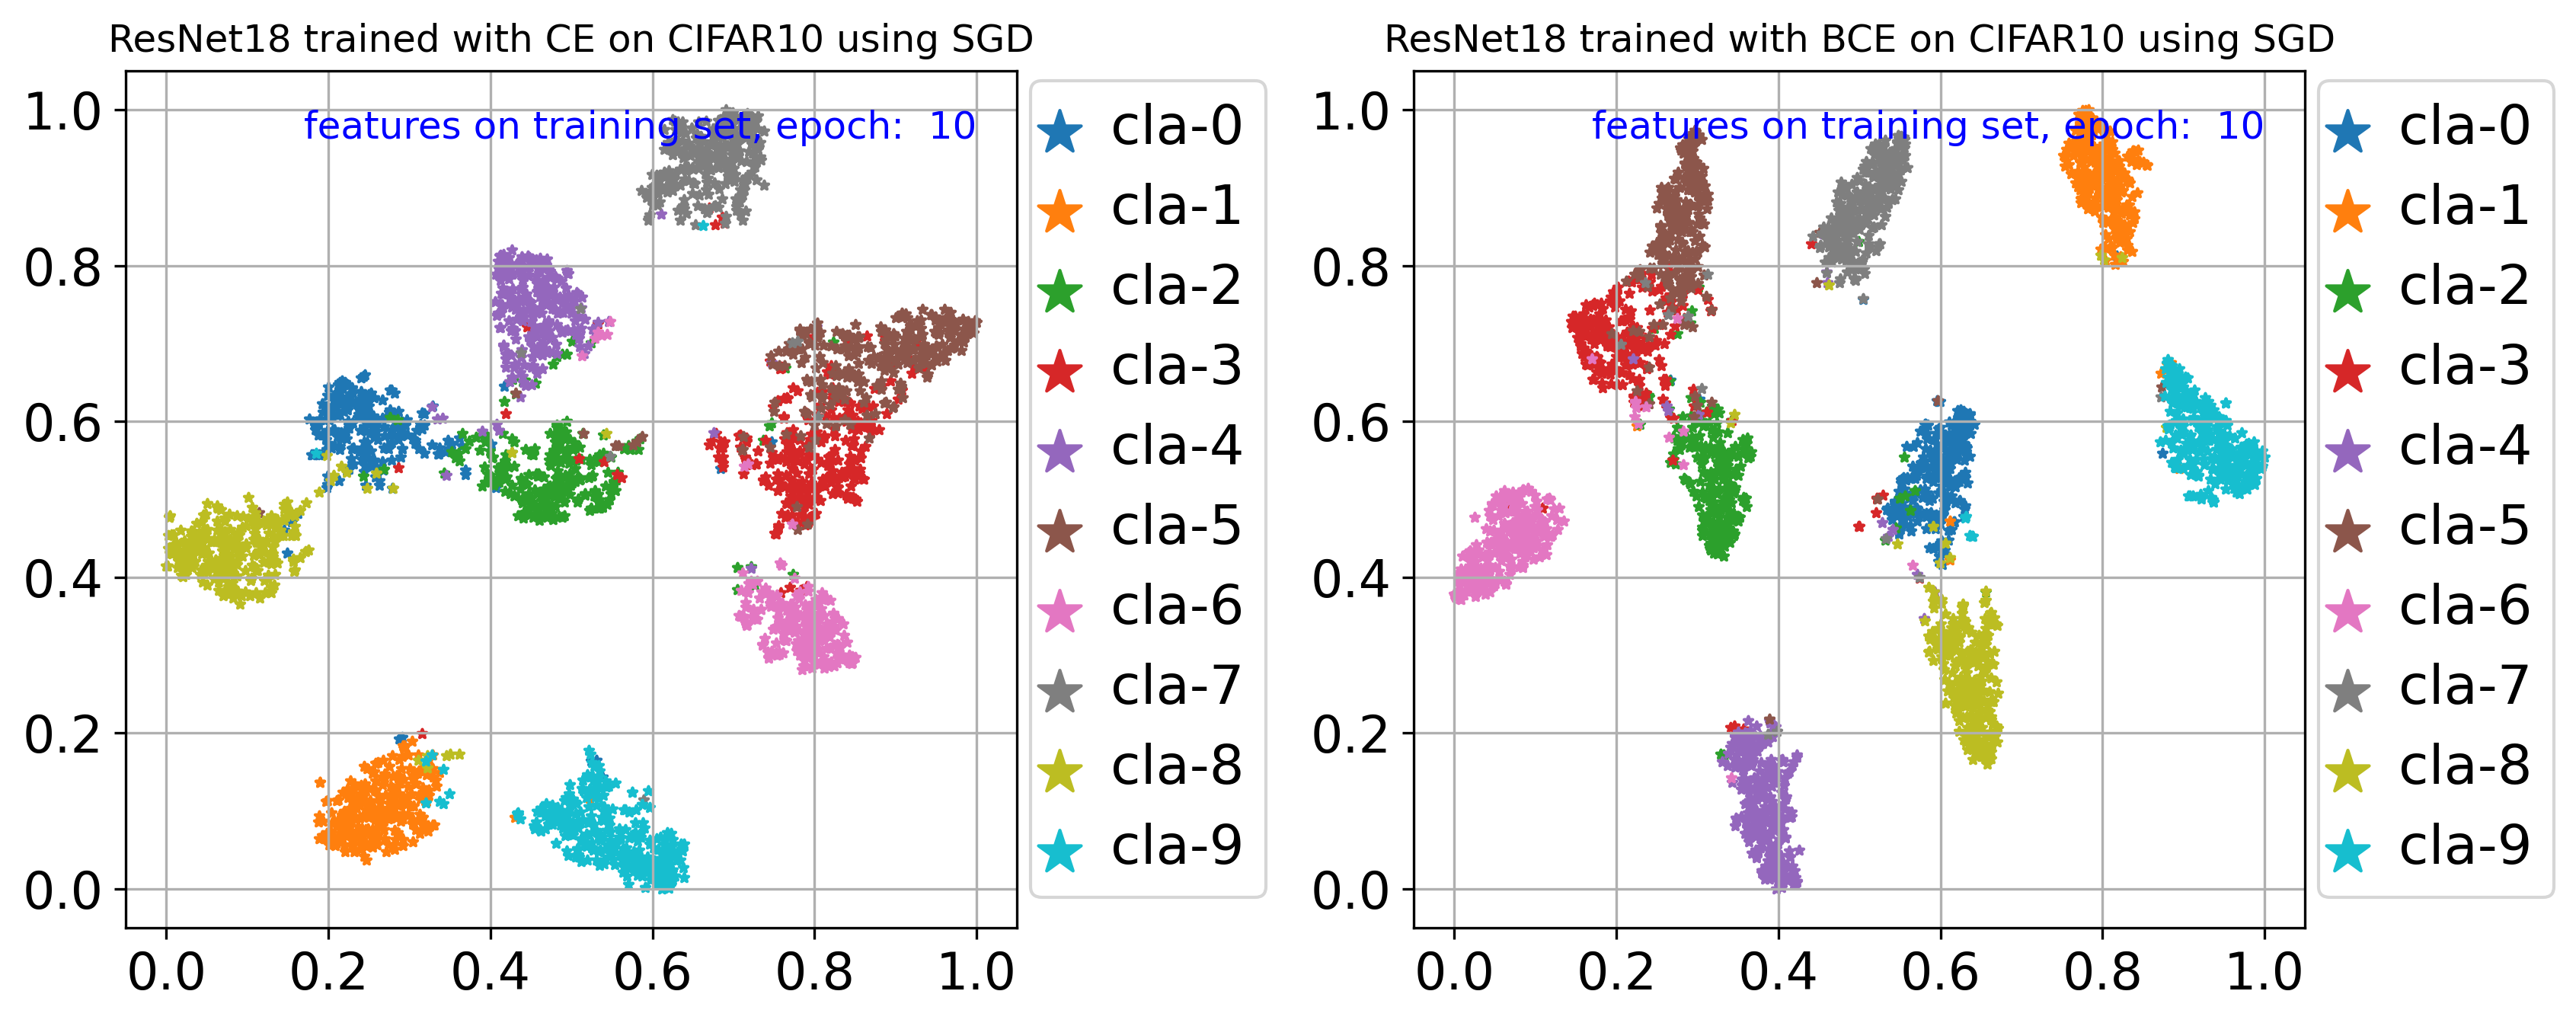 ResNet18 trained with CE on CIFAR10 using SGD
features on training set, epoch:  10
1.0
0.8
0.6
0.4
0.2
0.0
0.0 0.2 0.4 0.6 0.8 1.0
cla-0
cla-1
cla-2
cla-3
cla-4
cla-5
cla-6
cla-7
cla-8
cla-9
ResNet18 trained with BCE on CIFAR10 using SGD
features on training set, epoch:  10
1.0
0.8
0.6
0.4
0.2
0.0
0.0 0.2 0.4 0.6 0.8 1.0
cla-0
cla-1
cla-2
cla-3
cla-4
cla-5
cla-6
cla-7
cla-8
cla-9